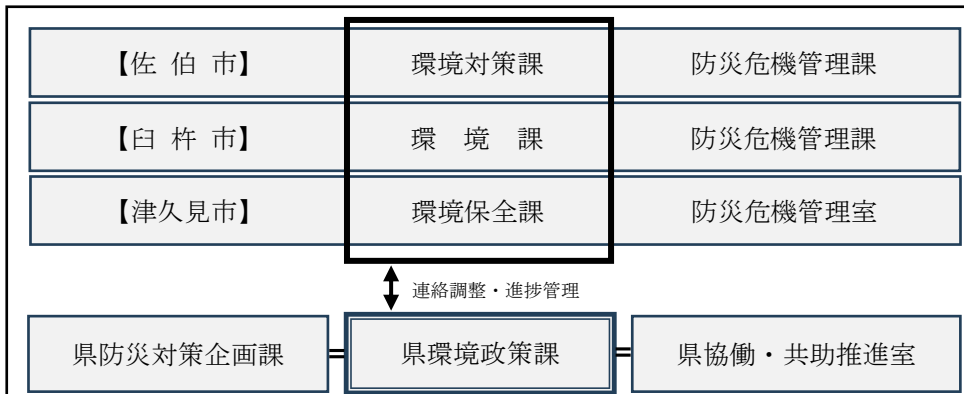 【佐 伯 市】 環境対策課 防災危機管理課
【臼 杵 市】 環 境 課 防災危機管理課
【津久見市】 環境保全課 防災危機管理室
連絡調整・進捗管理
県防災対策企画課 県環境政策課 県協働・共助推進室